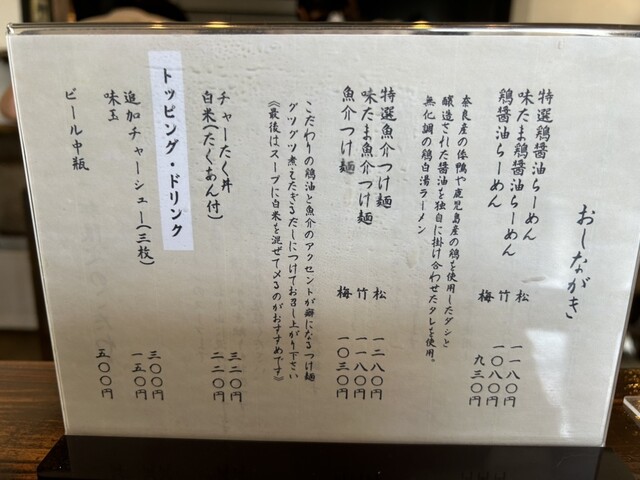 おしながき
特選鶏醤油らーめん 松 一一八〇円
味たま鶏醤油らーめん 竹 一〇八〇円
鶏醤油らーめん 梅 九三〇円
奈良産の倭鴨や鹿児島産の鶏を使用したダシと
醸造された醤油を独自に掛け合わせたタレを使用。
無化調の鶏白湯ラーメン
特選魚介つけ麺 松 一二八〇円
味たま魚介つけ麺 竹 一一八〇円
魚介つけ麺 梅 一〇三〇円
こだわりの鶏油と魚介のアクセントが癖になるつけ麺
グツグツ煮えたぎるだしにつけてお召し上がり下さい
《最後はスープに白米を混ぜて〆るのがおすすめです》
チャーたく丼 三二〇円
白米(たくあん付) 二二〇円
トッピング・ドリンク
追加チャーシュー(三枚) 三〇〇円
味玉 一五〇円
ビール中瓶 五〇〇円